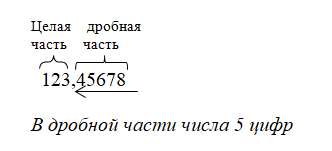 Целая дробная
часть часть
123,45678
В дробной части числа 5 цифр